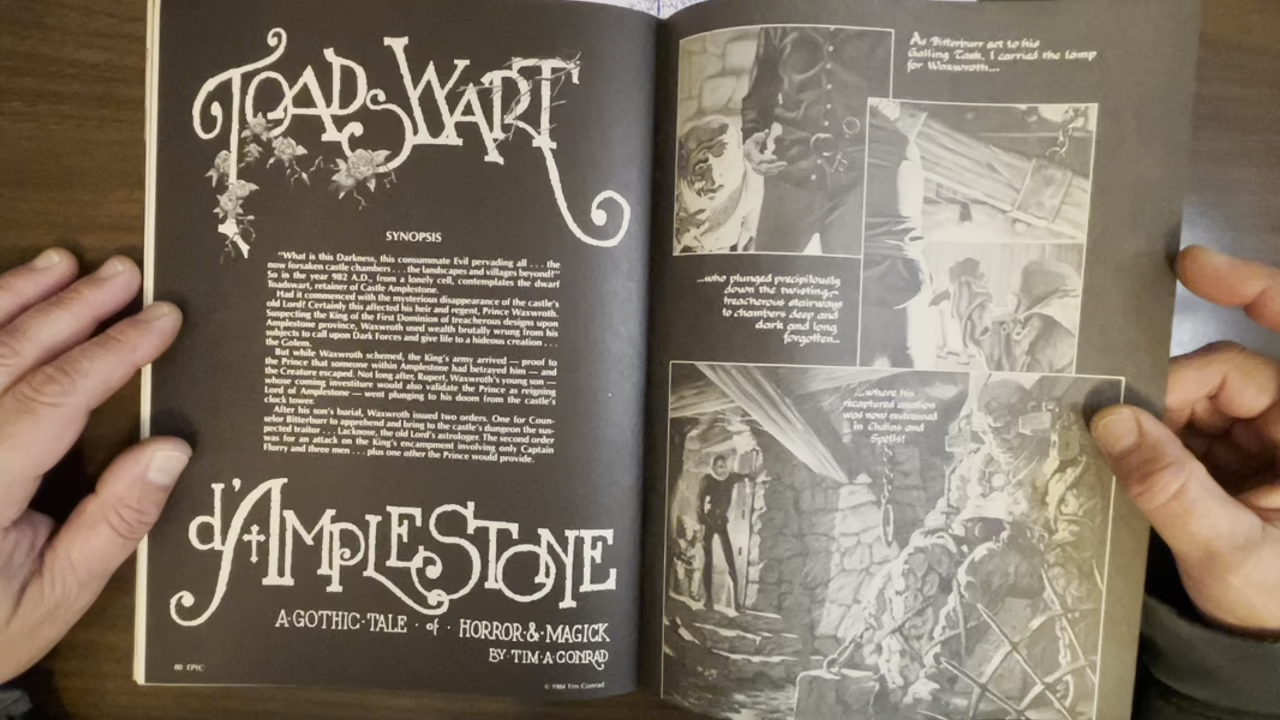 TOADSWART
SYNOPSIS
"What is this Darkness, this consummate Evil pervading all . . . the
now forsaken castle chambers . . . the landscapes and villages beyond?"
So in the year 982 A.D., from a lonely cell, contemplates the dwarf
Toadswart, retainer of Castle Amplestone.
Had it commenced with the mysterious disappearance of the castle's
old Lord? Certainly this affected his heir and regent, Prince Waxwroth.
Suspecting the King of the First Dominion of treacherous designs upon
Amplestone province, Waxwroth used wealth brutally wrung from his
subjects to call upon Dark Forces and give life to a hideous creation . . .
the Golem.
But while Waxwroth schemed, the King's army arrived — proof to
the Prince that someone within Amplestone had betrayed him — and
the Creature escaped. Not long after, Rupert, Waxwroth's young son —
whose coming investiture would also validate the Prince as reigning
Lord of Amplestone — went plunging to his doom from the castle's
clock tower.
After his son's burial, Waxwroth issued two orders. One for Coun-
selor Bitterburr to apprehend and bring to the castle's dungeon the sus-
pected traitor . . . Lacknose, the old Lord's astrologer. The second order
was for an attack on the King's encampment involving only Captain
Flurry and three men . . . plus one other the Prince would provide.
d'AMPLESTONE
A·GOTHIC·TALE · of · HORROR·&·MAGICK
BY·TIM·A·CONRAD
80 EPIC
© 1984 Tim Conrad
As Bitterburr set to his
Galling Task, I carried the lamp
for Waxwroth...
...who plunged precipitously
down the twisting,
treacherous stairways
to chambers deep and
dark and long
forgotten...
...where his
recaptured creation
was now restrained
in Chains and
Spells!